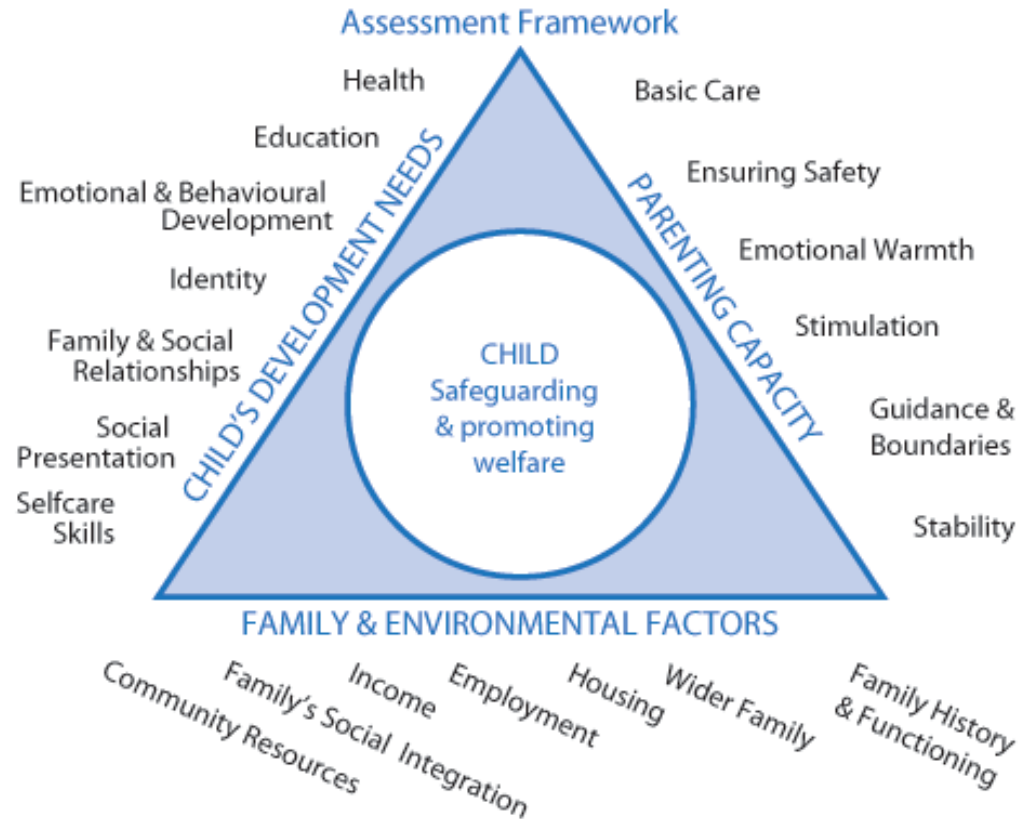 Assessment Framework
Health
Education
Emotional & Behavioural
Development
Identity
Family & Social
Relationships
Social
Presentation
Selfcare
Skills
CHILD'S DEVELOPMENT NEEDS
CHILD
Safeguarding
& promoting
welfare
PARENTING CAPACITY
Basic Care
Ensuring Safety
Emotional Warmth
Stimulation
Guidance &
Boundaries
Stability
FAMILY & ENVIRONMENTAL FACTORS
Community Resources
Family's Social Integration
Income
Employment
Housing
Wider Family
Family History
& Functioning